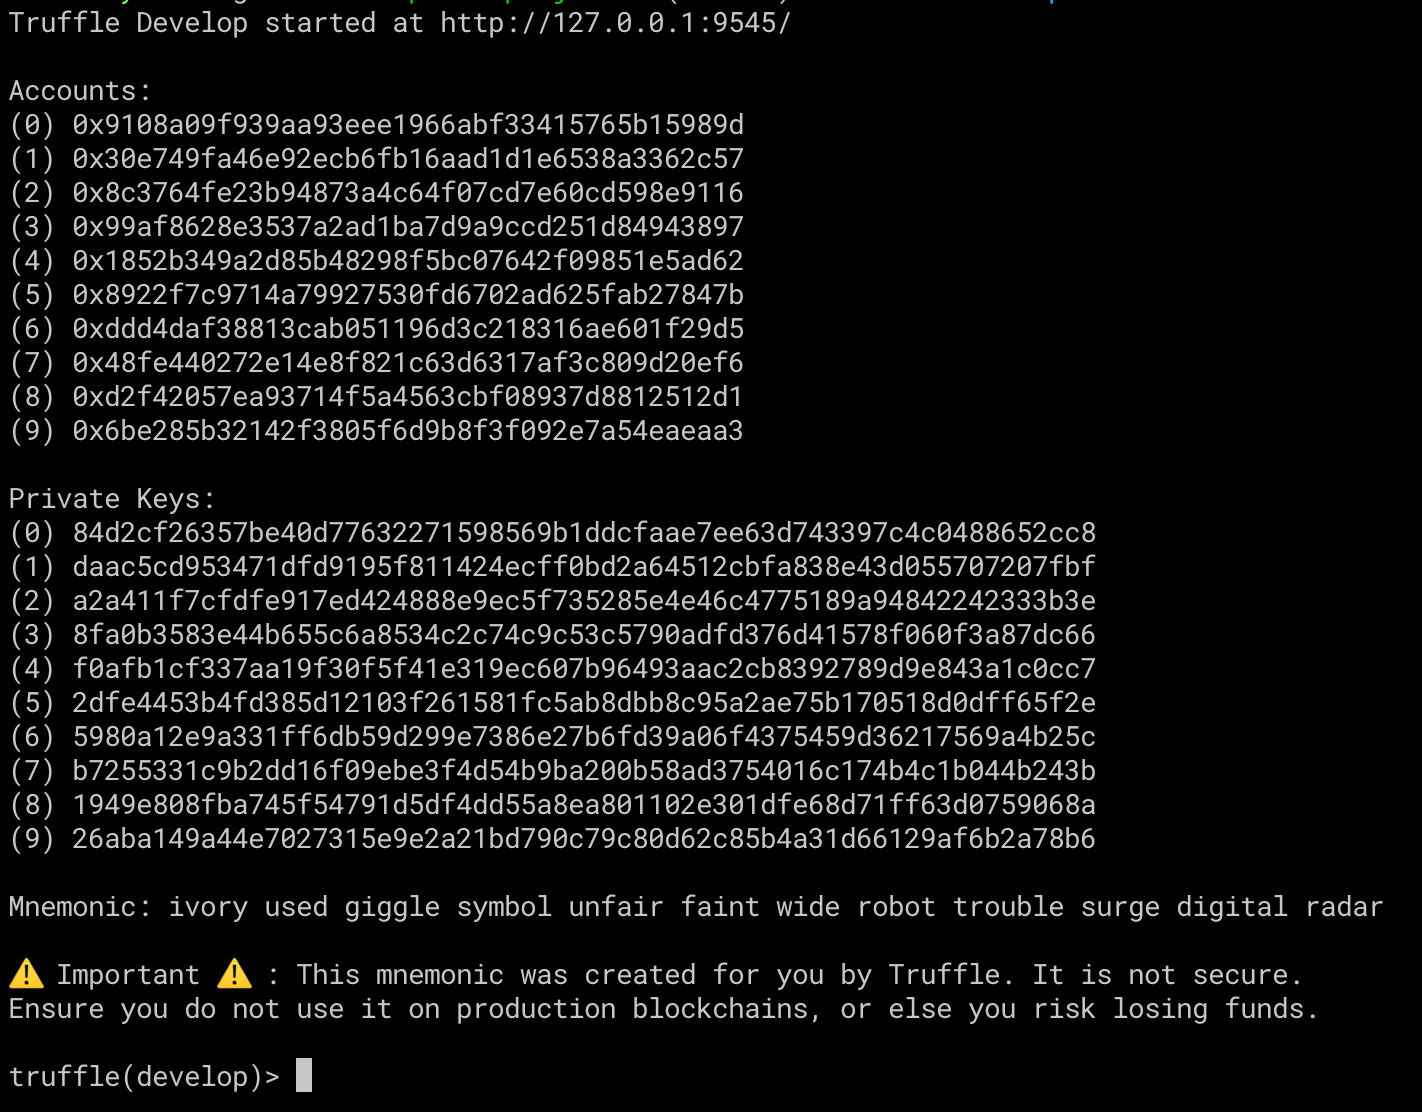 Truffle Develop started at http://127.0.0.1:9545/
Accounts:
(0) 0x9108a09f939aa93eee1966abf33415765b15989d
(1) 0x30e749fa46e92ecb6fb16aad1d1e6538a3362c57
(2) 0x8c3764fe23b94873a4c64f07cd7e60cd598e9116
(3) 0x99af8628e3537a2ad1ba7d9a9ccd251d84943897
(4) 0x1852b349a2d85b48298f5bc07642f09851e5ad62
(5) 0x8922f7c9714a79927530fd6702ad625fab27847b
(6) 0xddd4daf38813cab051196d3c218316ae601f29d5
(7) 0x48fe440272e14e8f821c63d6317af3c809d20ef6
(8) 0xd2f42057ea93714f5a4563cbf08937d8812512d1
(9) 0x6be285b32142f3805f6d9b8f3f092e7a54eaeaa3
Private Keys:
(0) 84d2cf26357be40d77632271598569b1ddcfaae7ee63d743397c4c0488652cc8
(1) daac5cd953471dfd9195f811424ecff0bd2a64512cbfa838e43d055707207fbf
(2) a2a411f7cfdfe917ed424888e9ec5f735285e4e46c4775189a94842242333b3e
(3) 8fa0b3583e44b655c6a8534c2c74c9c53c5790adfd376d41578f060f3a87dc66
(4) f0afb1cf337aa19f30f5f41e319ec607b96493aac2cb8392789d9e843a1c0cc7
(5) 2dfe4453b4fd385d12103f261581fc5ab8dbb8c95a2ae75b170518d0dff65f2e
(6) 5980a12e9a331ff6db59d299e7386e27b6fd39a06f4375459d36217569a4b25c
(7) b7255331c9b2dd16f09ebe3f4d54b9ba200b58ad3754016c174b4c1b044b243b
(8) 1949e808fba745f54791d5df4dd55a8ea801102e301dfe68d71ff63d0759068a
(9) 26aba149a44e7027315e9e2a21bd790c79c80d62c85b4a31d66129af6b2a78b6
Mnemonic: ivory used giggle symbol unfair faint wide robot trouble surge digital radar
⚠️ Important ⚠️ : This mnemonic was created for you by Truffle. It is not secure.
Ensure you do not use it on production blockchains, or else you risk losing funds.
truffle(develop)>